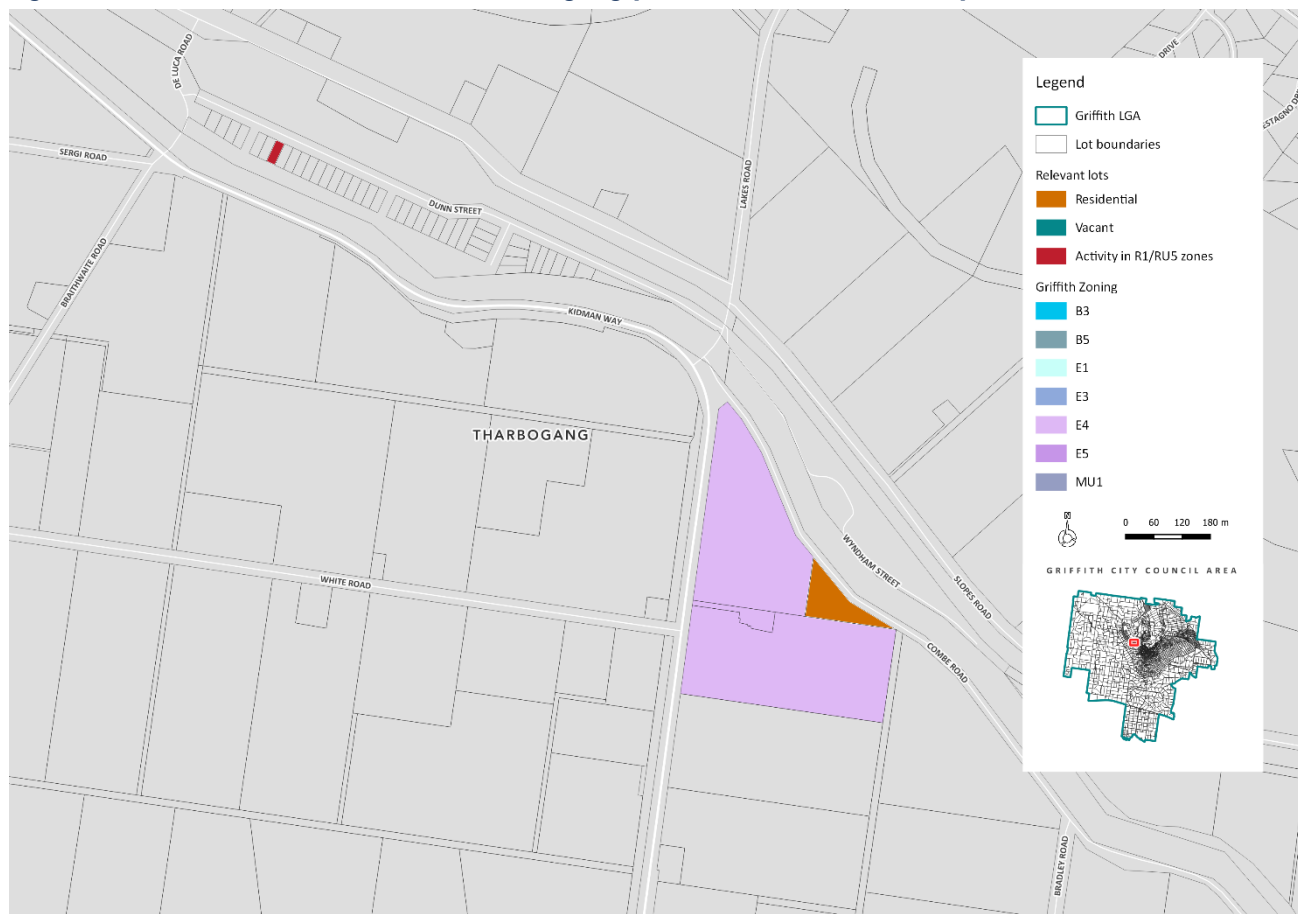 DE LUCA ROAD
SERGI ROAD
BRAITHWAITE ROAD
DUNN STREET
LAKES ROAD
KIDMAN WAY
THARBOGANG
WHITE ROAD
WYNDHAM STREET
SLOPES ROAD
COMBE ROAD
BRADLEY ROAD
DRIVE
Legend
Griffith LGA
Lot boundaries
Relevant lots
Residential
Vacant
Activity in R1/RU5 zones
Griffith Zoning
B3
B5
E1
E3
E4
E5
MU1
N
0 60 120 180 m
GRIFFITH CITY COUNCIL AREA